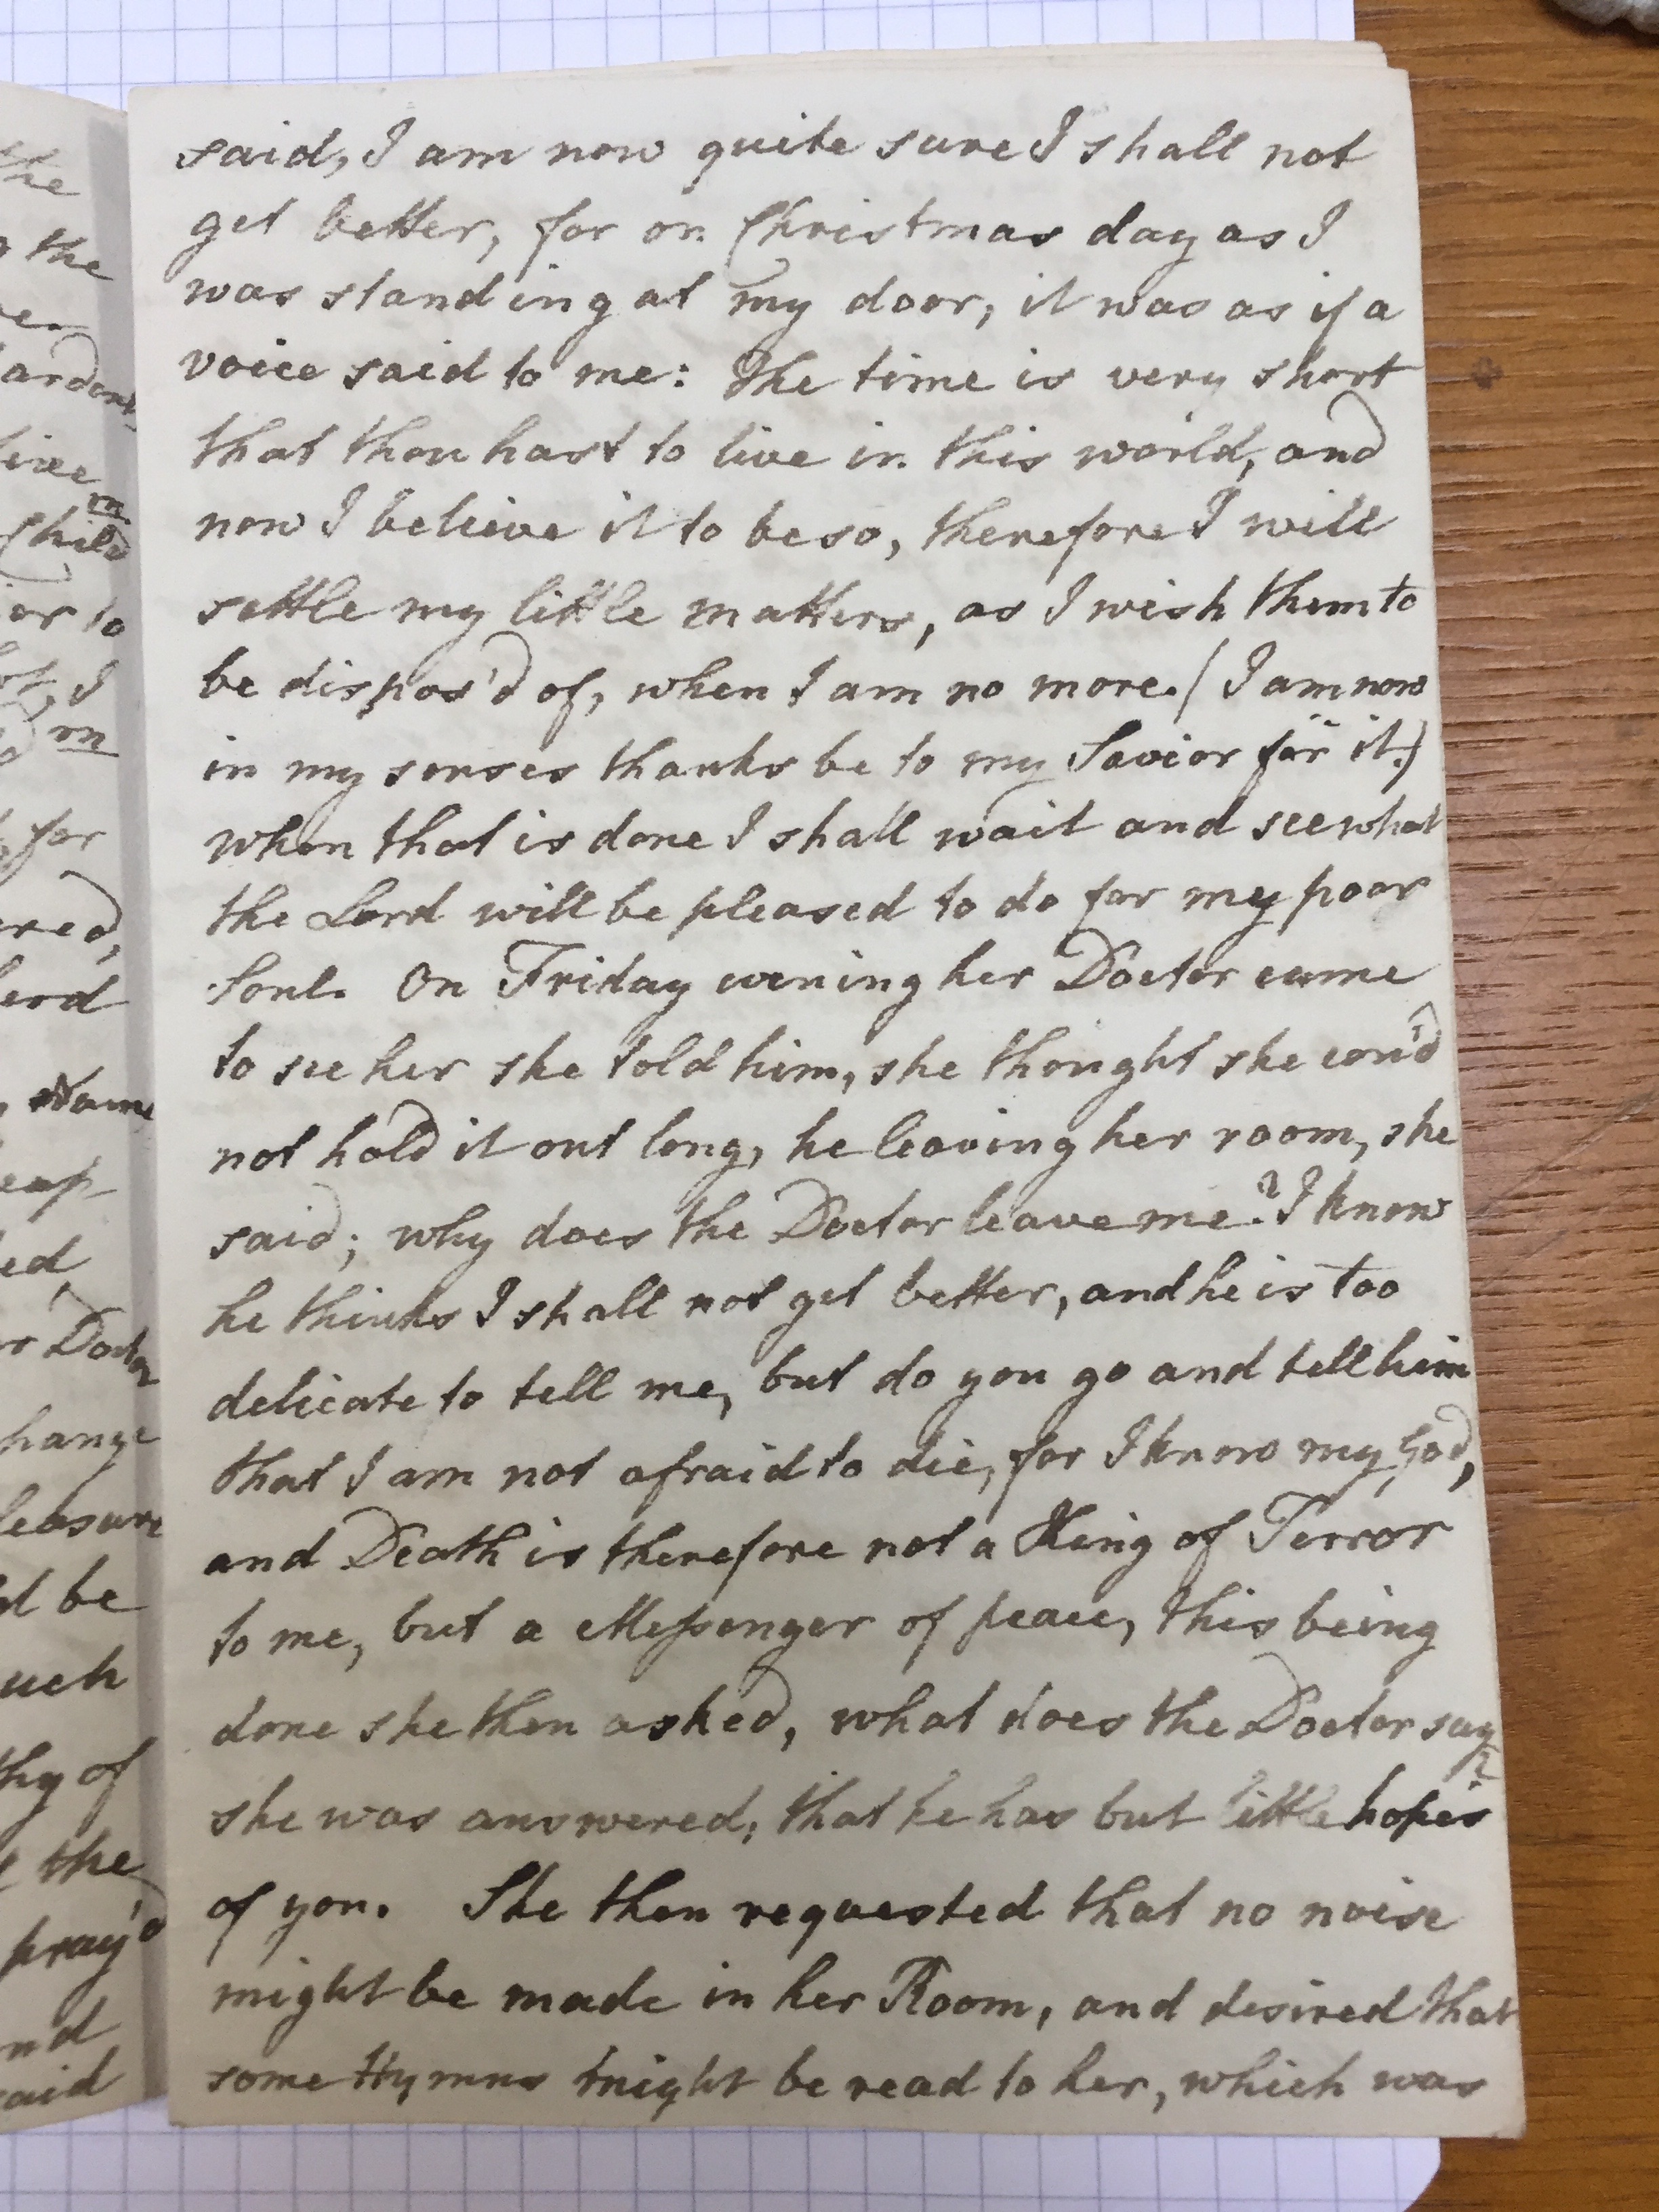 said, I am now quite sure I shall not
get better, for on Christmas day as I
was standing at my door, it was as if a
voice said to me: The time is very short
that thou hast to live in this world, and
now I believe it to be so, therefore I will
settle my little matters, as I wish them to
be dispos'd of, when I am no more. (I am now
in my senses thanks be to my Savior for it.)
when that is done I shall wait and see what
the Lord will be pleased to do for my poor
Soul. On Friday evening her Doctor came
to see her she told him, she thought she cou'd
not hold it out long, he leaving her room, she
said; why does the Doctor leave me? I know
he thinks I shall not get better, and he is too
delicate to tell me, but do you go and tell him
that I am not afraid to die, for I know my God,
and Death is therefore not a King of Terror
to me, but a Messenger of peace, this being
done she then asked, what does the Doctor say?
she was answered, that he has but little hopes
of you. She then requested that no noise
might be made in her Room, and desired that
some Hymns might be read to her, which was